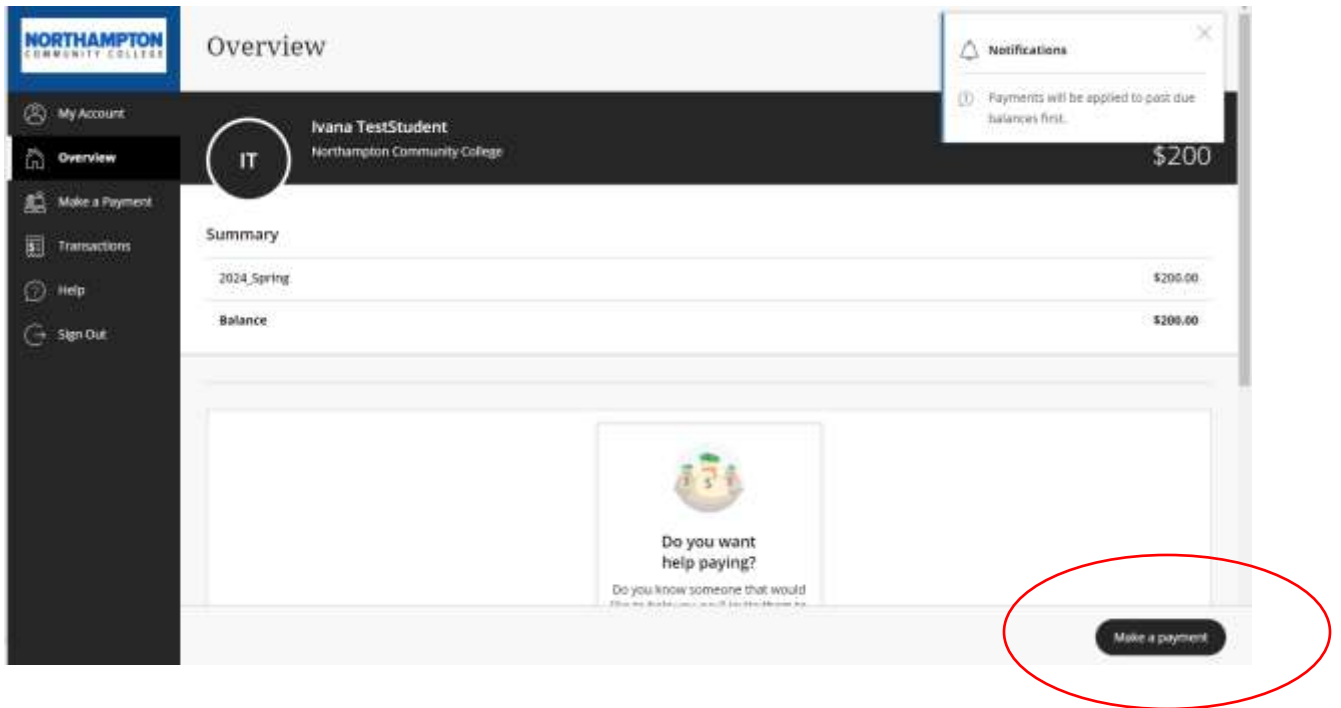 NORTHAMPTON
COMMUNITY COLLEGE
Overview
Notifications
Payments will be applied to past due
balances first.
My Account
Overview
Make a Payment
Transactions
Help
Sign Out
IT
Ivana TestStudent
Northampton Community College
$200
Summary
2024_Spring
$200.00
Balance
$200.00
Do you want
help paying?
Do you know someone that would
Make a payment